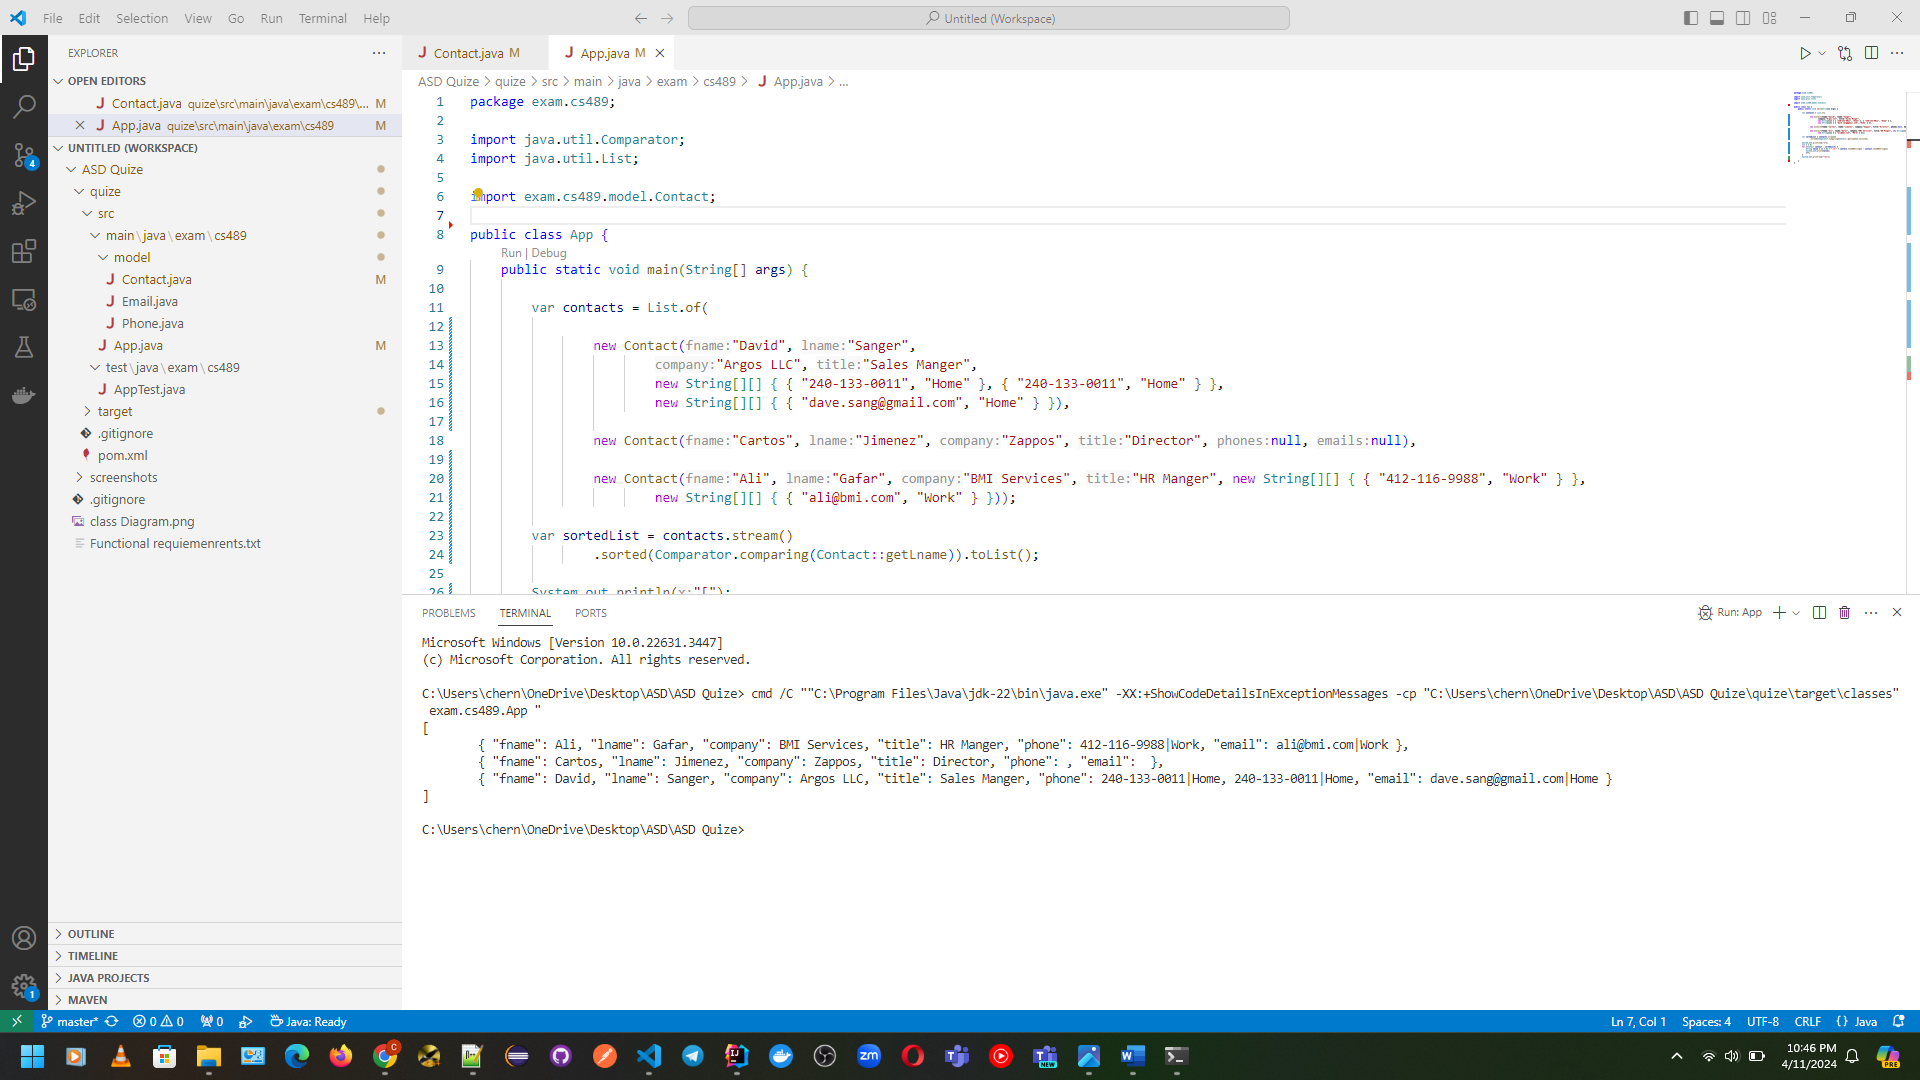 File Edit Selection View Go Run Terminal Help
Untitled (Workspace)
EXPLORER
OPEN EDITORS
Contact.java quize\src\main\java\exam\cs489\... M
App.java quize\src\main\java\exam\cs489 M
UNTITLED (WORKSPACE)
ASD Quize
quize
src
main\java\exam\cs489
model
Contact.java M
Email.java
Phone.java
App.java M
test\java\exam\cs489
AppTest.java
target
.gitignore
pom.xml
screenshots
.gitignore
class Diagram.png
Functional requiemenrents.txt
OUTLINE
TIMELINE
JAVA PROJECTS
MAVEN
4
1
Contact.java M
App.java M
ASD Quize > quize > src > main > java > exam > cs489 > App.java > ...
1 package exam.cs489;
2
3 import java.util.Comparator;
4 import java.util.List;
5
6 import exam.cs489.model.Contact;
7
8 public class App {
Run | Debug
9 public static void main(String[] args) {
10
11 var contacts = List.of(
12
13 new Contact(fname:"David", lname:"Sanger",
14 company:"Argos LLC", title:"Sales Manger",
15 new String[][] { { "240-133-0011", "Home" }, { "240-133-0011", "Home" } },
16 new String[][] { { "dave.sang@gmail.com", "Home" } }),
17
18 new Contact(fname:"Cartos", lname:"Jimenez", company:"Zappos", title:"Director", phones:null, emails:null),
19
20 new Contact(fname:"Ali", lname:"Gafar", company:"BMI Services", title:"HR Manger", new String[][] { { "412-116-9988", "Work" } },
21 new String[][] { { "ali@bmi.com", "Work" } }));
22
23 var sortedList = contacts.stream()
24 .sorted(Comparator.comparing(Contact::getLname)).toList();
25
26 System.out.println(x:"[");
PROBLEMS TERMINAL PORTS
Run: App
Microsoft Windows [Version 10.0.22631.3447]
(c) Microsoft Corporation. All rights reserved.
C:\Users\chern\OneDrive\Desktop\ASD\ASD Quize> cmd /C ""C:\Program Files\Java\jdk-22\bin\java.exe" -XX:+ShowCodeDetailsInExceptionMessages -cp "C:\Users\chern\OneDrive\Desktop\ASD\ASD Quize\quize\target\classes"
exam.cs489.App "
[
{ "fname": Ali, "lname": Gafar, "company": BMI Services, "title": HR Manger, "phone": 412-116-9988|Work, "email": ali@bmi.com|Work },
{ "fname": Cartos, "lname": Jimenez, "company": Zappos, "title": Director, "phone": , "email":  },
{ "fname": David, "lname": Sanger, "company": Argos LLC, "title": Sales Manger, "phone": 240-133-0011|Home, 240-133-0011|Home, "email": dave.sang@gmail.com|Home }
]
C:\Users\chern\OneDrive\Desktop\ASD\ASD Quize>
master* 0 0 0 Java: Ready
Ln 7, Col 1 Spaces: 4 UTF-8 CRLF {} Java
10:46 PM
4/11/2024